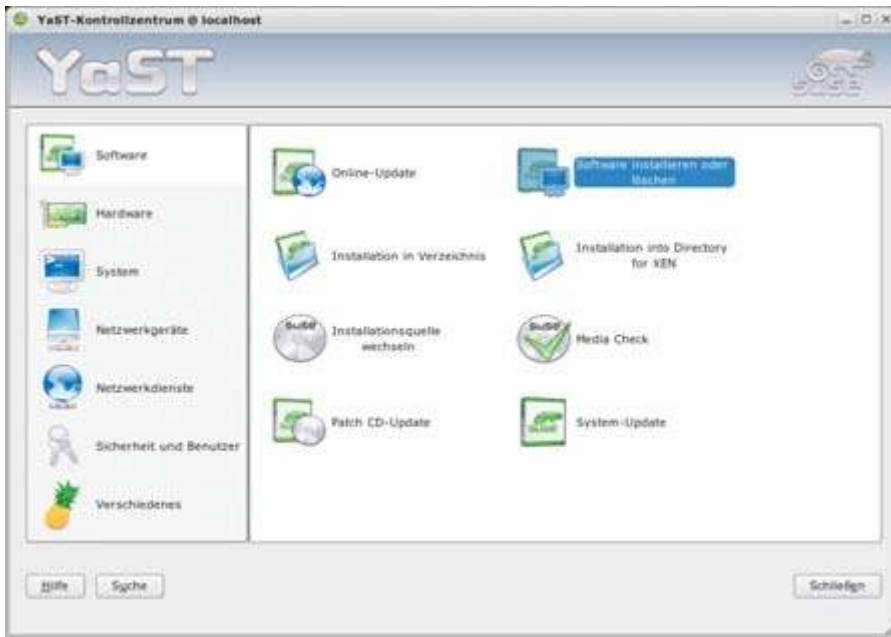 YaST-Kontrollzentrum @ localhost
YaST
SUSE
Software
Hardware
System
Netzwerkgeräte
Netzwerkdienste
Sicherheit und Benutzer
Verschiedenes
Online-Update
Software installieren oder
löschen
Installation in Verzeichnis
Installation into Directory
for XEN
Installationsquelle
wechseln
Media Check
Patch CD-Update
System-Update
Hilfe
Suche
Schließen